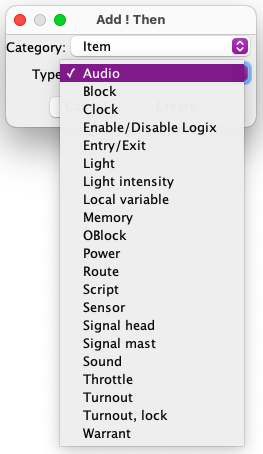 Add ! Then
Category: Item
Type
✓ Audio
Block
Clock
Enable/Disable Logix
Entry/Exit
Light
Light intensity
Local variable
Memory
OBlock
Power
Route
Script
Sensor
Signal head
Signal mast
Sound
Throttle
Turnout
Turnout, lock
Warrant